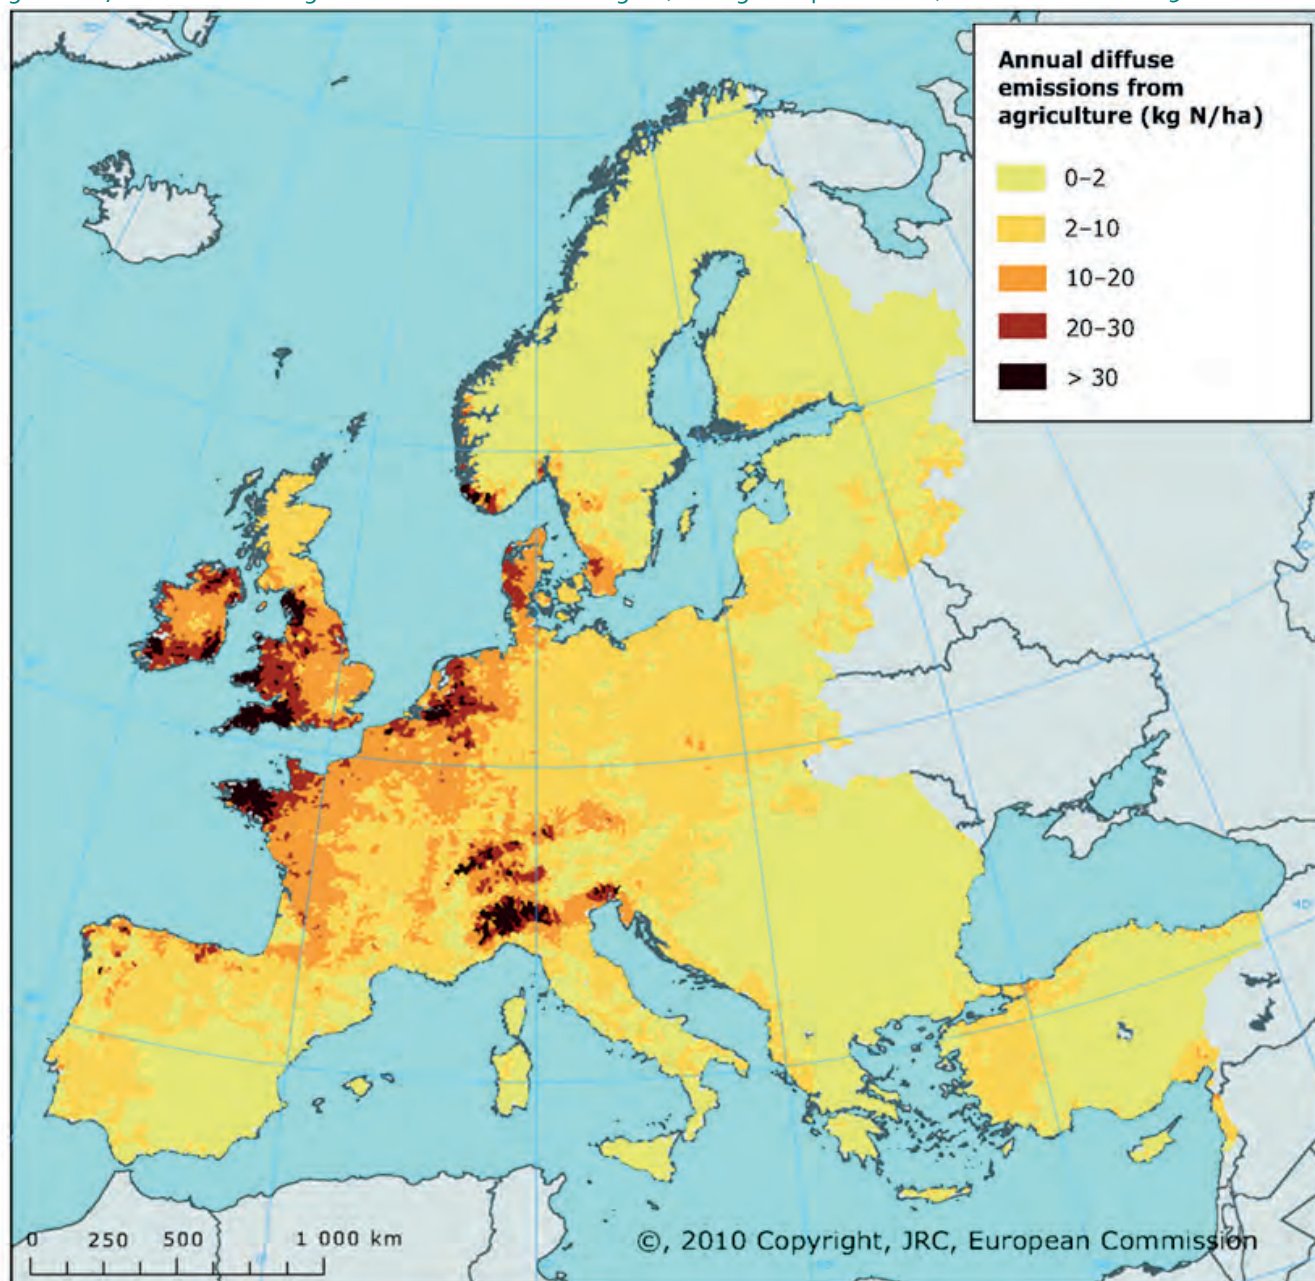 Annual diffuse
emissions from
agriculture (kg N/ha)
0–2
2–10
10–20
20–30
> 30
0 250 500 1 000 km
©, 2010 Copyright, JRC, European Commission